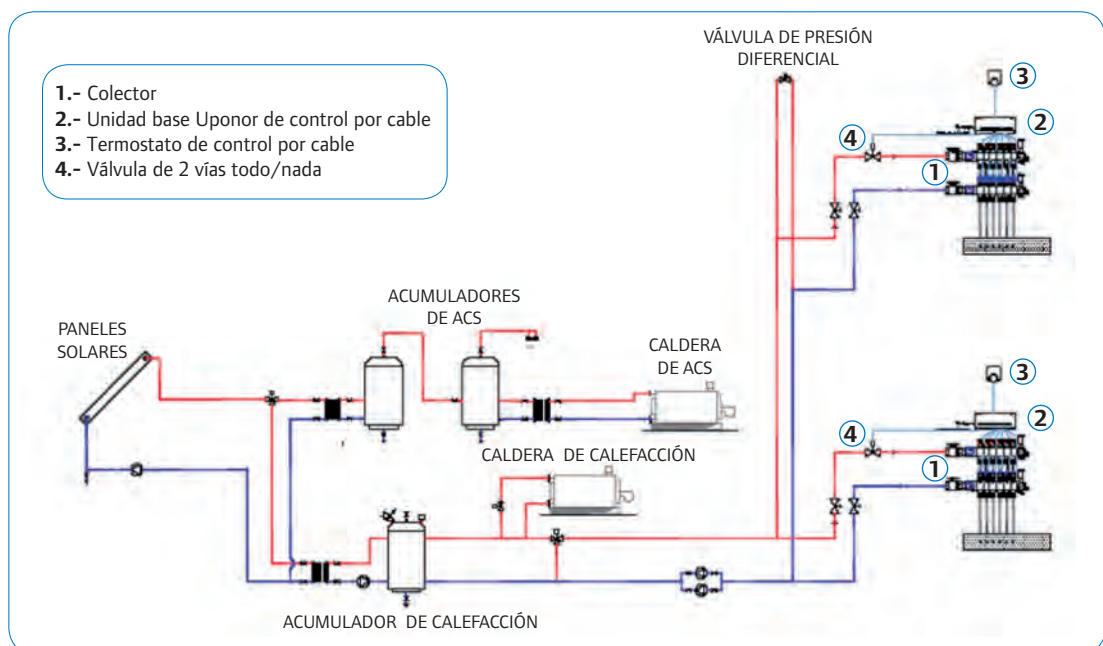 VÁLVULA DE PRESIÓN
DIFERENCIAL
1.- Colector
2.- Unidad base Uponor de control por cable
3.- Termostato de control por cable
4.- Válvula de 2 vías todo/nada
3
2
4
1
ACUMULADORES
DE ACS
PANELES
SOLARES
CALDERA
DE ACS
3
2
4
1
CALDERA DE CALEFACCIÓN
ACUMULADOR DE CALEFACCIÓN